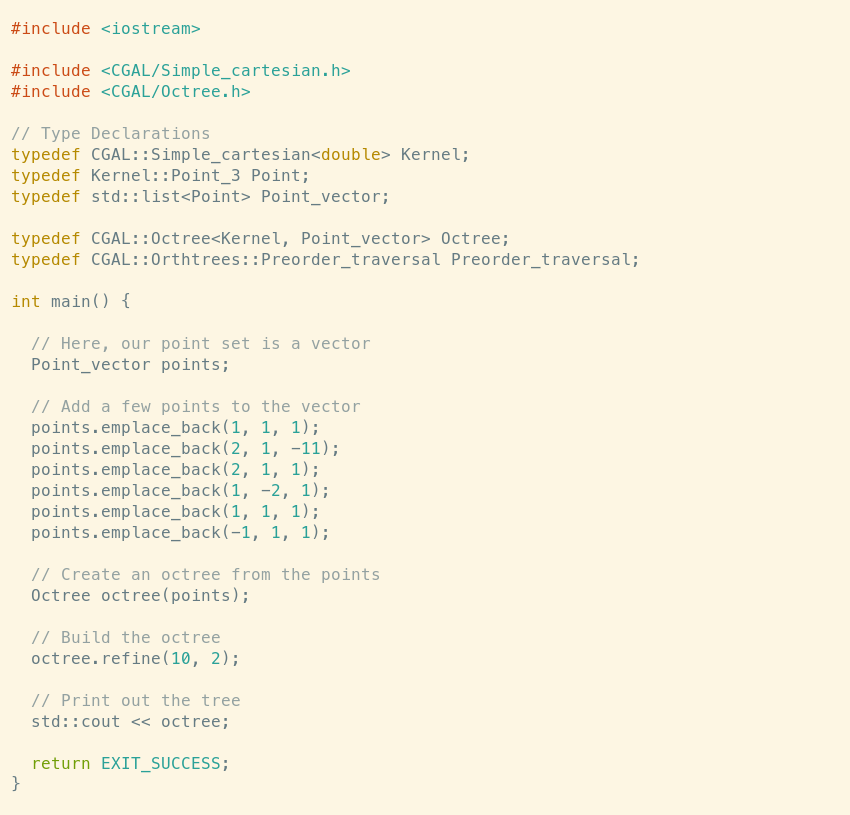 #include <iostream>

#include <CGAL/Simple_cartesian.h>
#include <CGAL/Octree.h>

// Type Declarations
typedef CGAL::Simple_cartesian<double> Kernel;
typedef Kernel::Point_3 Point;
typedef std::list<Point> Point_vector;

typedef CGAL::Octree<Kernel, Point_vector> Octree;
typedef CGAL::Orthtrees::Preorder_traversal Preorder_traversal;

int main() {

  // Here, our point set is a vector
  Point_vector points;

  // Add a few points to the vector
  points.emplace_back(1, 1, 1);
  points.emplace_back(2, 1, -11);
  points.emplace_back(2, 1, 1);
  points.emplace_back(1, -2, 1);
  points.emplace_back(1, 1, 1);
  points.emplace_back(-1, 1, 1);

  // Create an octree from the points
  Octree octree(points);

  // Build the octree
  octree.refine(10, 2);

  // Print out the tree
  std::cout << octree;

  return EXIT_SUCCESS;
}